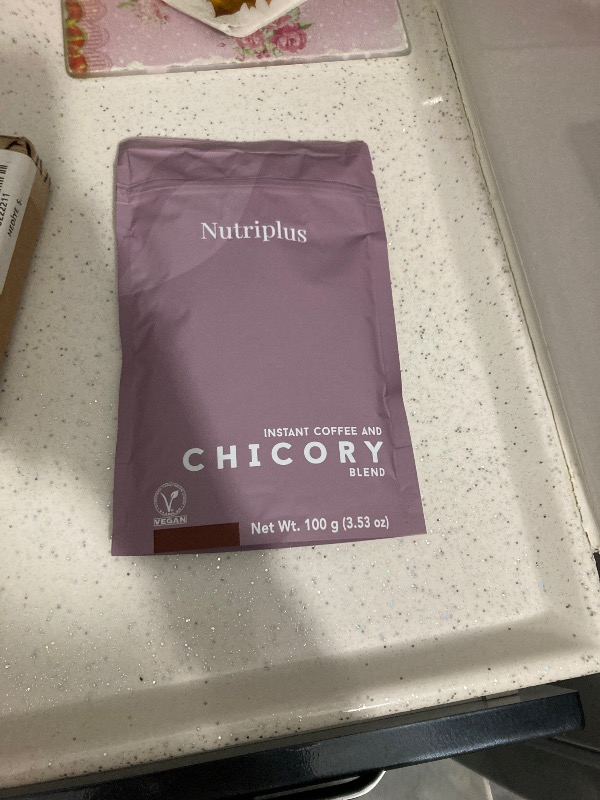 Nutriplus
INSTANT COFFEE AND
CHICORY
BLEND
VEGAN
Net Wt. 100 g (3.53 oz)